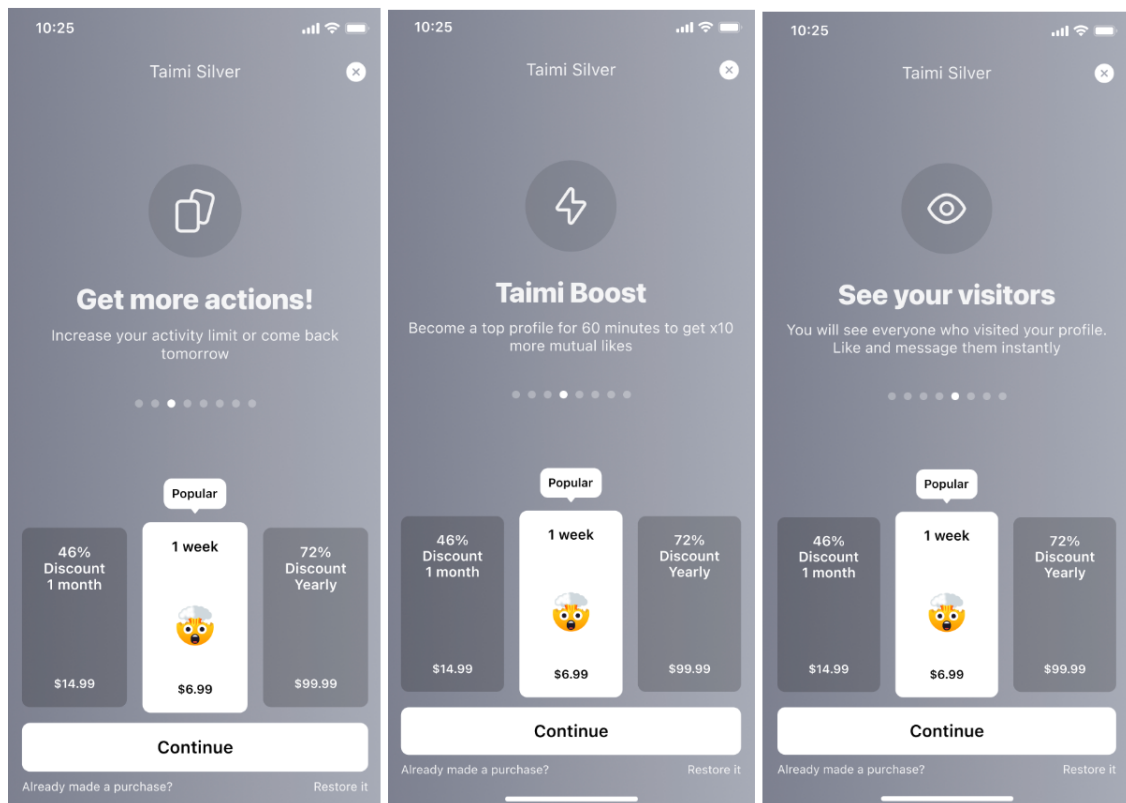 10:25
Taimi Silver
Get more actions!
Increase your activity limit or come back
tomorrow
Popular
46%
Discount
1 month
$14.99
1 week
$6.99
72%
Discount
Yearly
$99.99
Continue
Already made a purchase?
Restore it
10:25
Taimi Silver
Taimi Boost
Become a top profile for 60 minutes to get x10
more mutual likes
Popular
46%
Discount
1 month
$14.99
1 week
$6.99
72%
Discount
Yearly
$99.99
Continue
Already made a purchase?
Restore it
10:25
Taimi Silver
See your visitors
You will see everyone who visited your profile.
Like and message them instantly
Popular
46%
Discount
1 month
$14.99
1 week
$6.99
72%
Discount
Yearly
$99.99
Continue
Already made a purchase?
Restore it